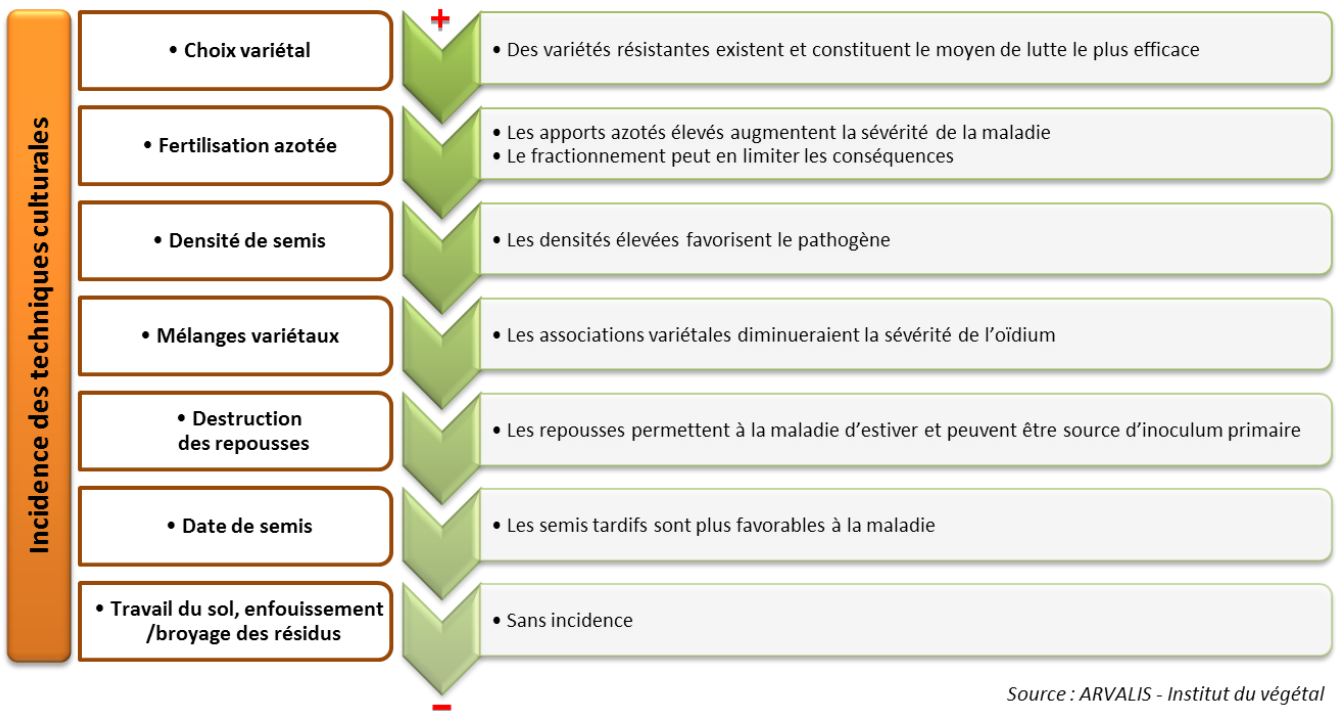 Incidence des techniques culturales
+
• Choix variétal
• Des variétés résistantes existent et constituent le moyen de lutte le plus efficace
• Fertilisation azotée
• Les apports azotés élevés augmentent la sévérité de la maladie
• Le fractionnement peut en limiter les conséquences
• Densité de semis
• Les densités élevées favorisent le pathogène
• Mélanges variétaux
• Les associations variétales diminueraient la sévérité de l’oïdium
• Destruction
des repousses
• Les repousses permettent à la maladie d’estiver et peuvent être source d’inoculum primaire
• Date de semis
• Les semis tardifs sont plus favorables à la maladie
• Travail du sol, enfouissement
/broyage des résidus
• Sans incidence
–
Source : ARVALIS - Institut du végétal